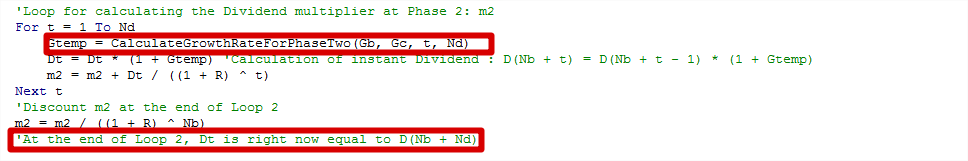 'Loop for calculating the Dividend multiplier at Phase 2: m2
For t = 1 To Nd
Gtemp = CalculateGrowthRateForPhaseTwo(Gb, Gc, t, Nd)
Dt = Dt * (1 + Gtemp) 'Calculation of instant Dividend : D(Nb + t) = D(Nb + t - 1) * (1 + Gtemp)
m2 = m2 + Dt / ((1 + R) ^ t)
Next t
'Discount m2 at the end of Loop 2
m2 = m2 / ((1 + R) ^ Nb)
'At the end of Loop 2, Dt is right now equal to D(Nb + Nd)